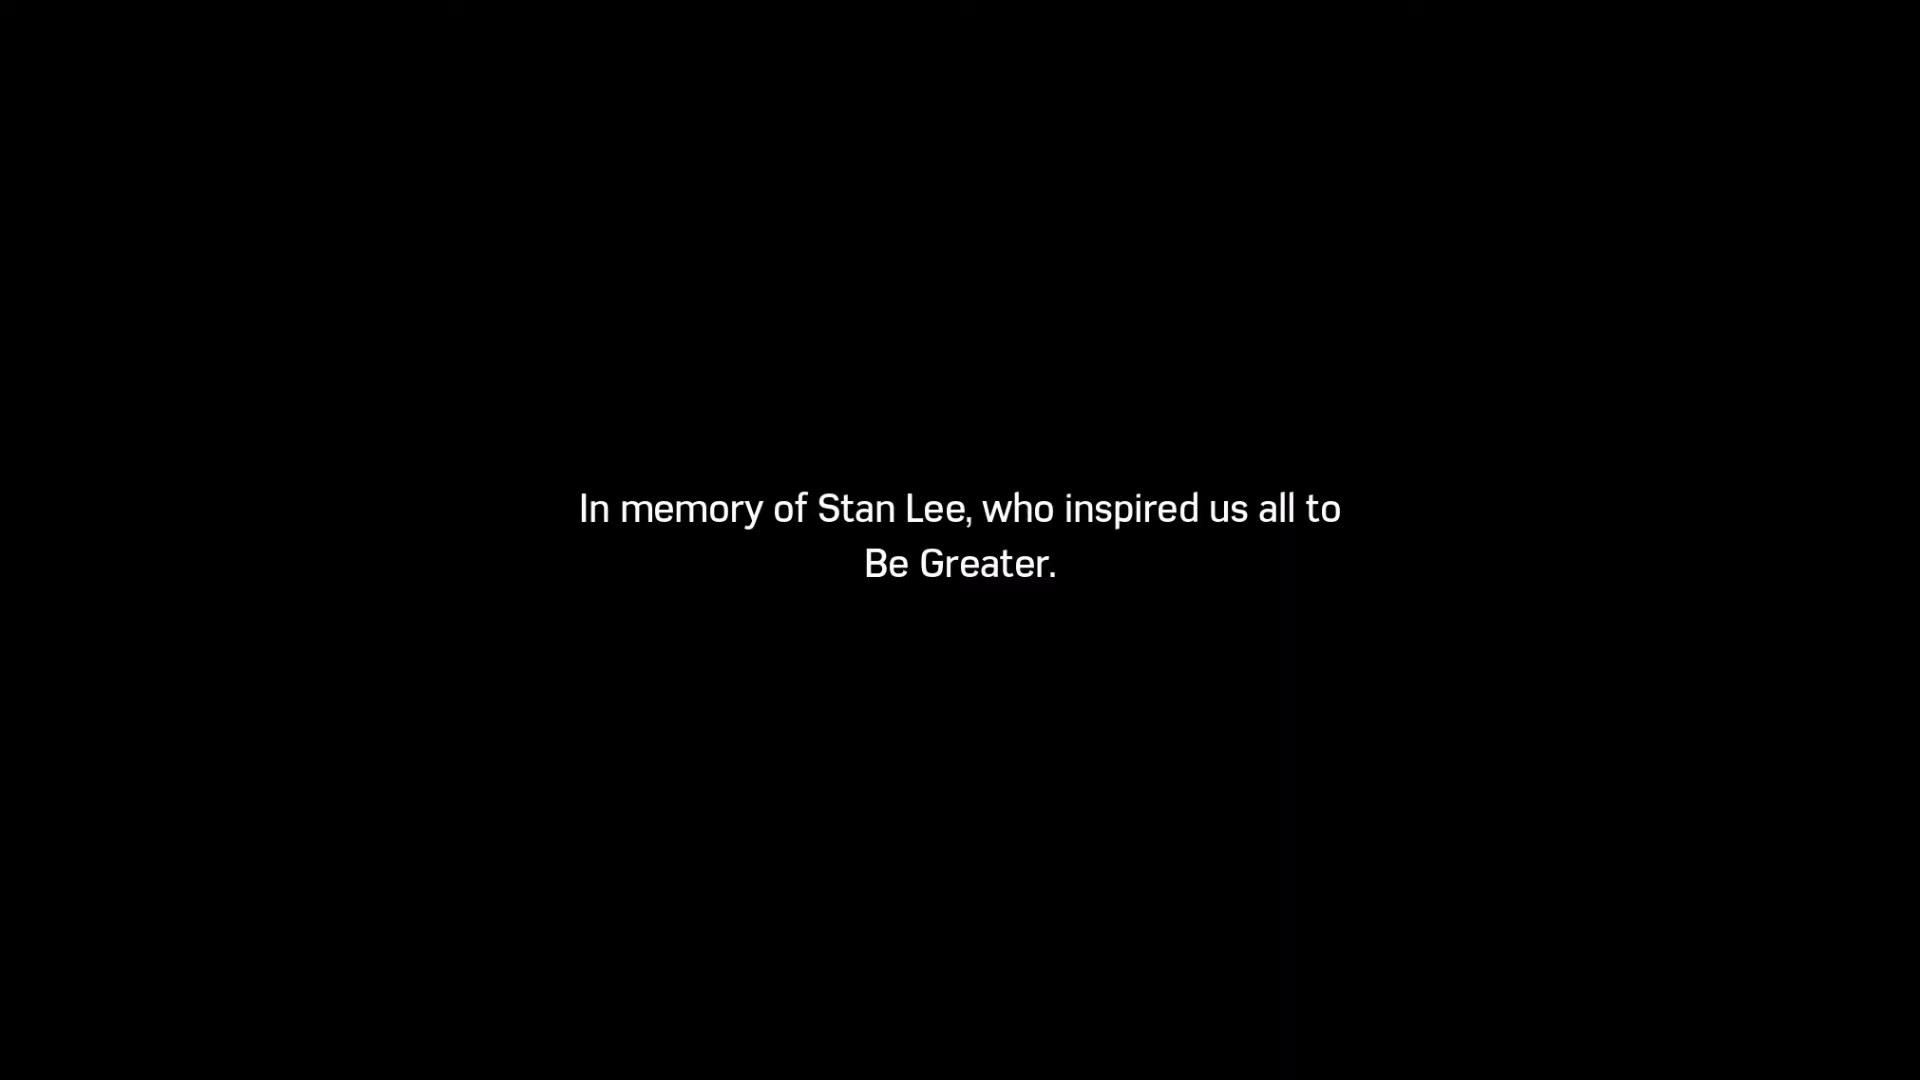 In memory of Stan Lee, who inspired us all to
Be Greater.